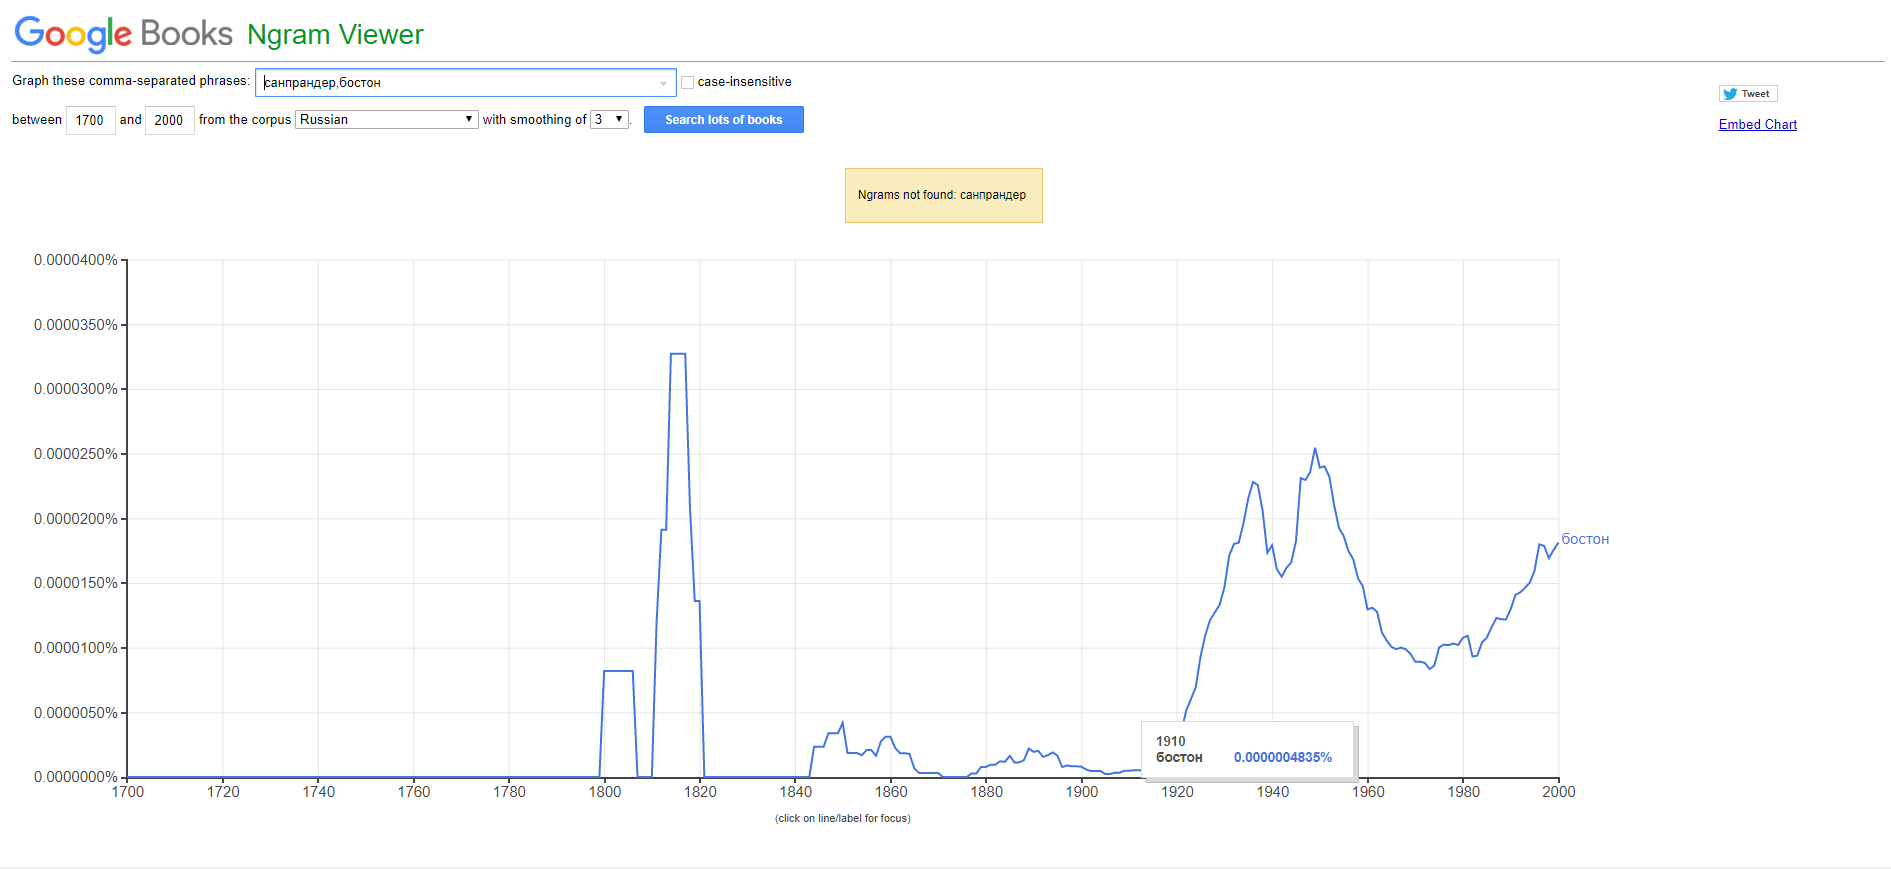 Google Books Ngram Viewer
Graph these comma-separated phrases: санпрандер,бостон case-insensitive
between 1700 and 2000 from the corpus Russian with smoothing of 3. Search lots of books
Tweet
Embed Chart
Ngrams not found: санпрандер
0.0000400%
0.0000350%
0.0000300%
0.0000250%
0.0000200%
0.0000150%
0.0000100%
0.0000050%
0.0000000%
бостон
1910
бостон 0.0000004835%
1700 1720 1740 1760 1780 1800 1820 1840 1860 1880 1900 1920 1940 1960 1980 2000
(click on line/label for focus)